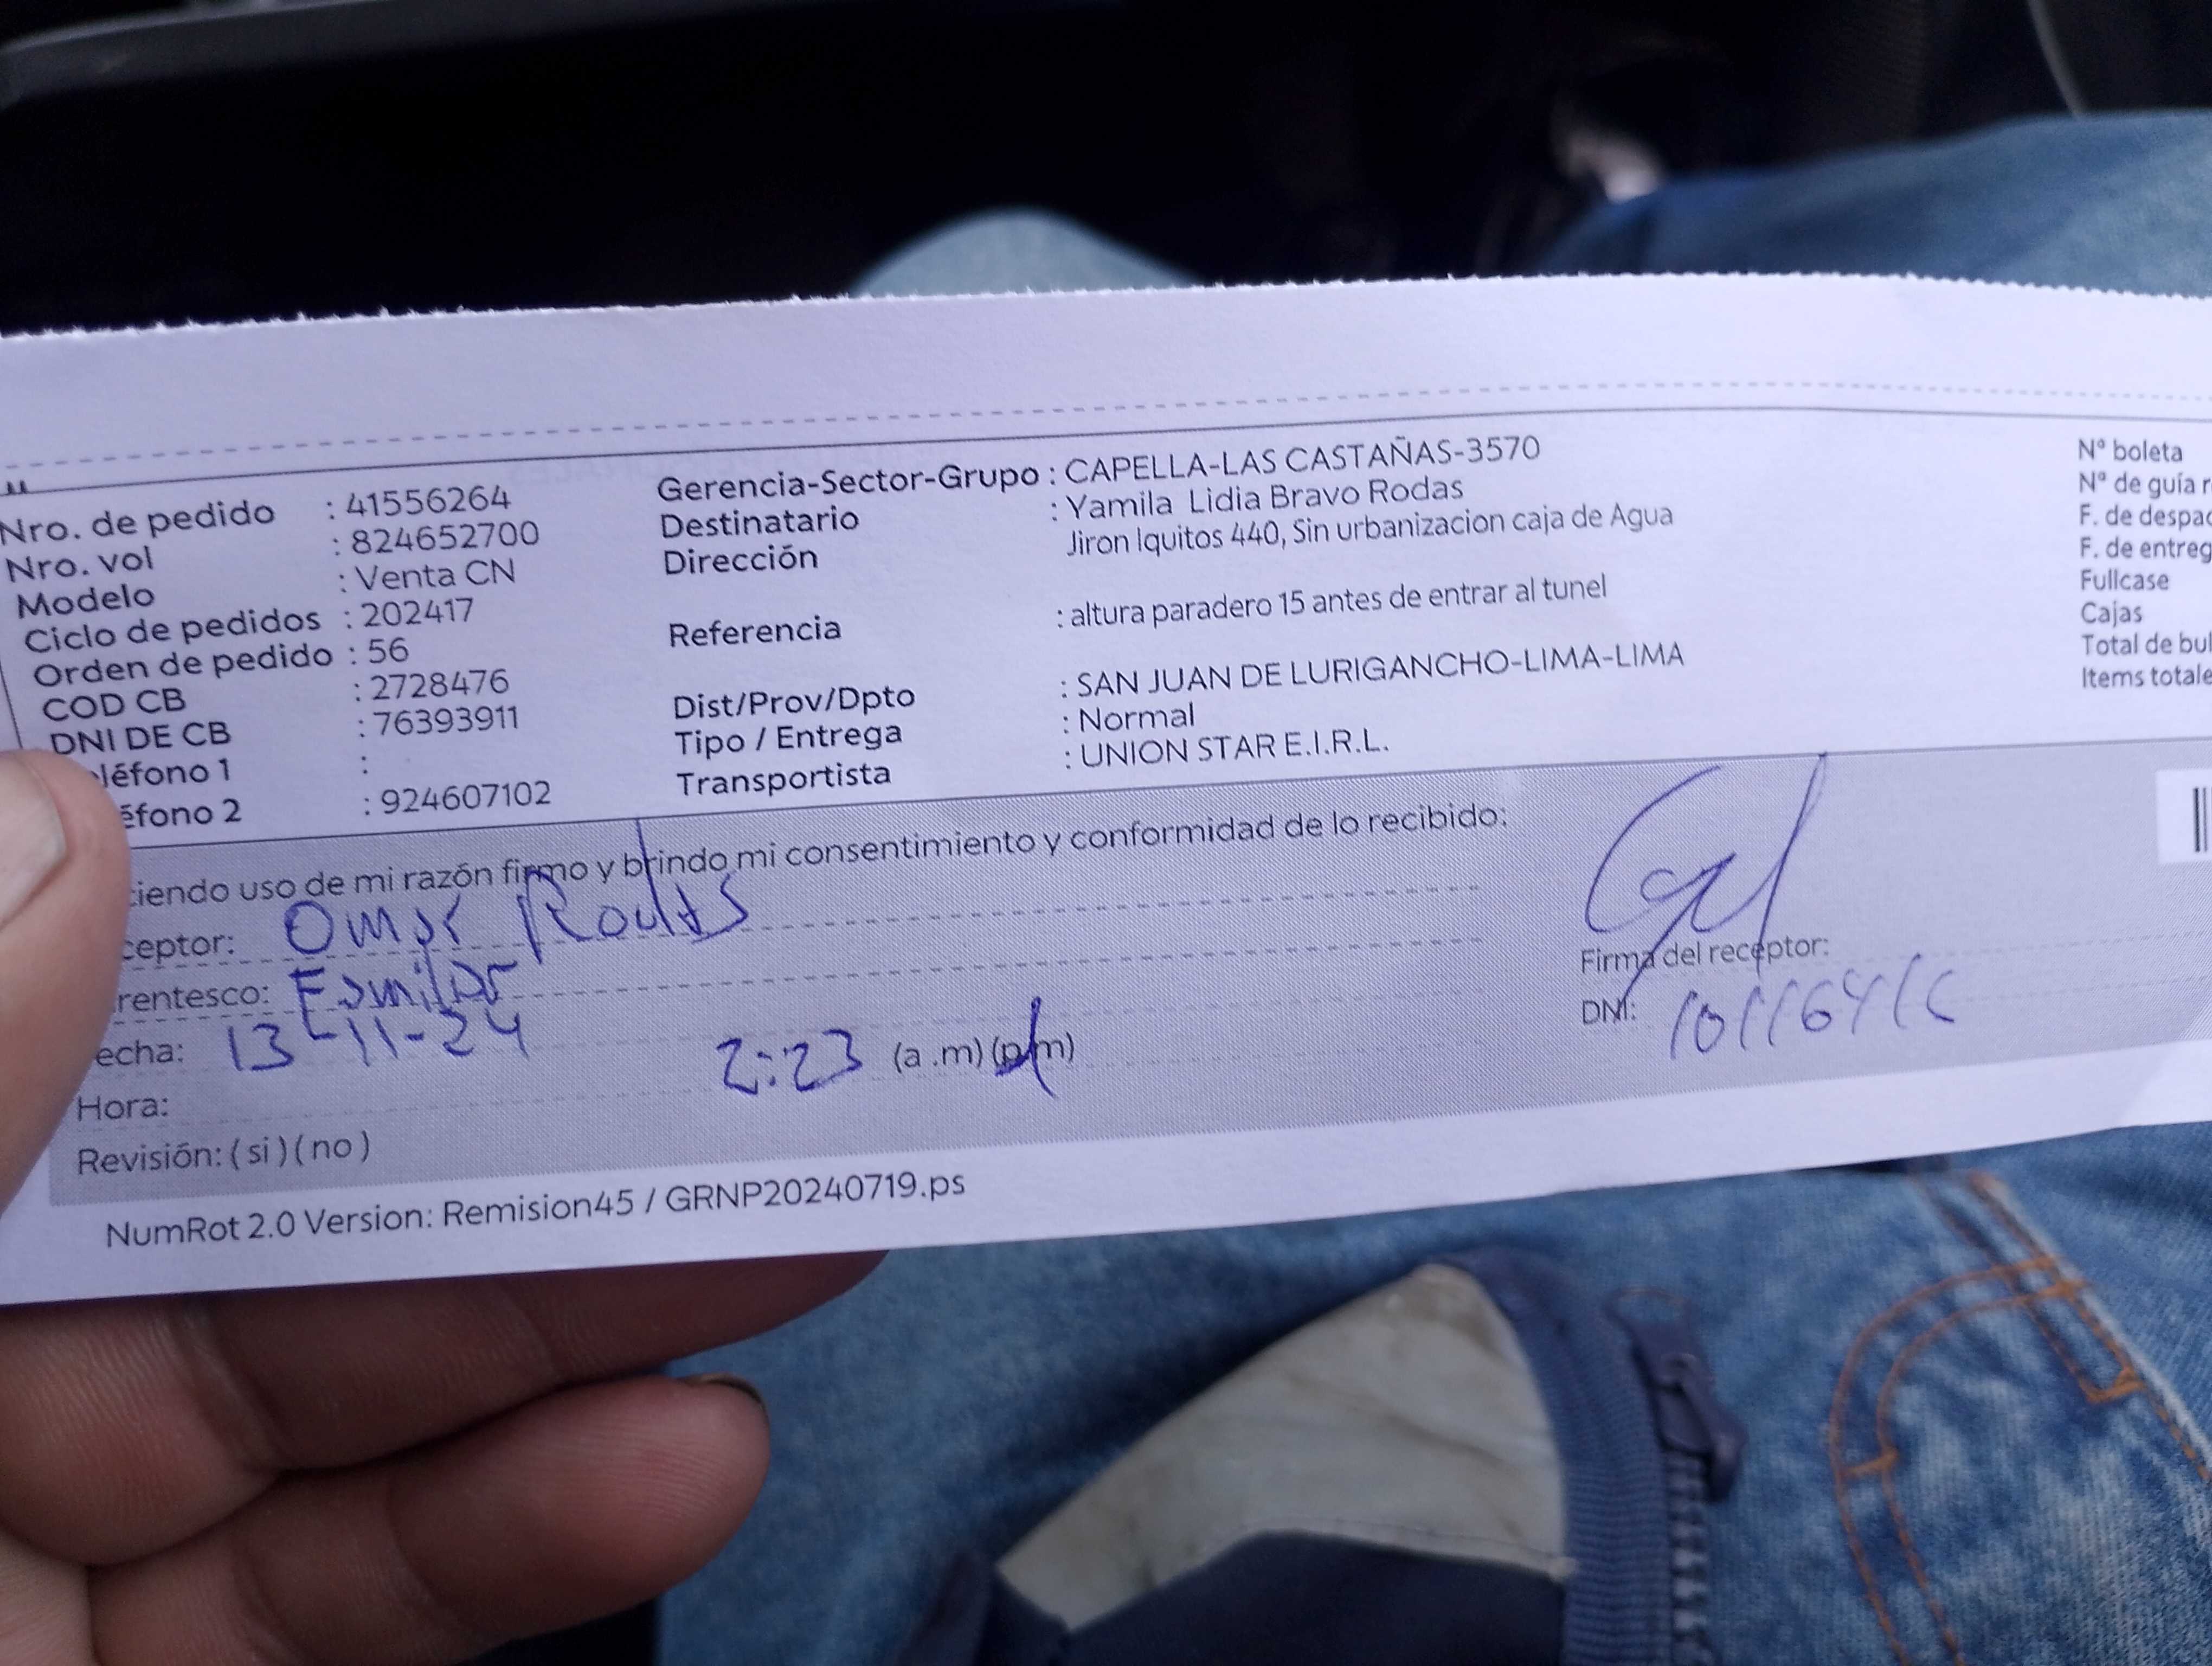 Nro. de pedido : 41556264
Nro. vol : 824652700
Modelo : Venta CN
Ciclo de pedidos : 202417
Orden de pedido : 56
COD CB : 2728476
DNI DE CB : 76393911
léfono 1 :
éfono 2 : 924607102
Gerencia-Sector-Grupo : CAPELLA-LAS CASTAÑAS-3570
Destinatario : Yamila Lidia Bravo Rodas
Dirección Jiron Iquitos 440, Sin urbanizacion caja de Agua
Referencia : altura paradero 15 antes de entrar al tunel
Dist/Prov/Dpto : SAN JUAN DE LURIGANCHO-LIMA-LIMA
Tipo / Entrega : Normal
Transportista : UNION STAR E.I.R.L.
Nº boleta
Nº de guía r
F. de despac
F. de entreg
Fullcase
Cajas
Total de bul
Items totale
ciendo uso de mi razón firmo y brindo mi consentimiento y conformidad de lo recibido:
ceptor: Omar Rodas
rentesco: Familiar
echa: 13-11-24
Hora: 2:23 (a .m) (p.m)
Revisión: ( si ) ( no )
Firma del receptor:
DNI:
NumRot 2.0 Version: Remision45 / GRNP20240719.ps